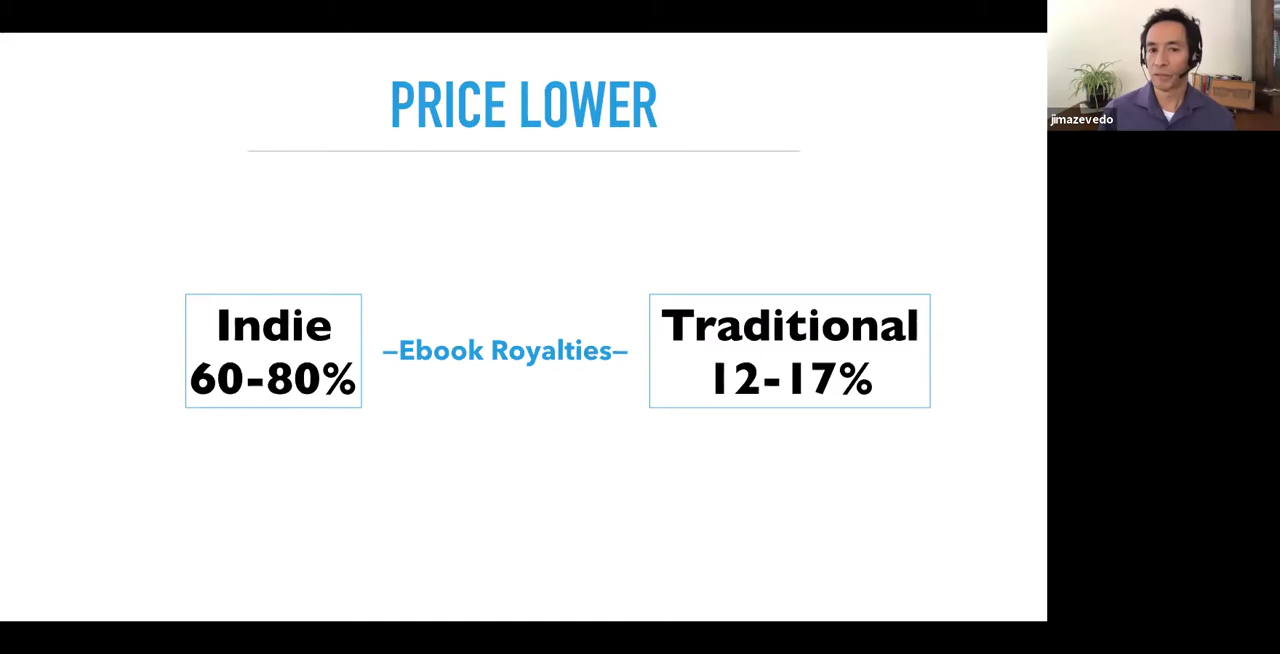 PRICE LOWER
Indie
60-80%
–Ebook Royalties–
Traditional
12-17%
jimazevedo